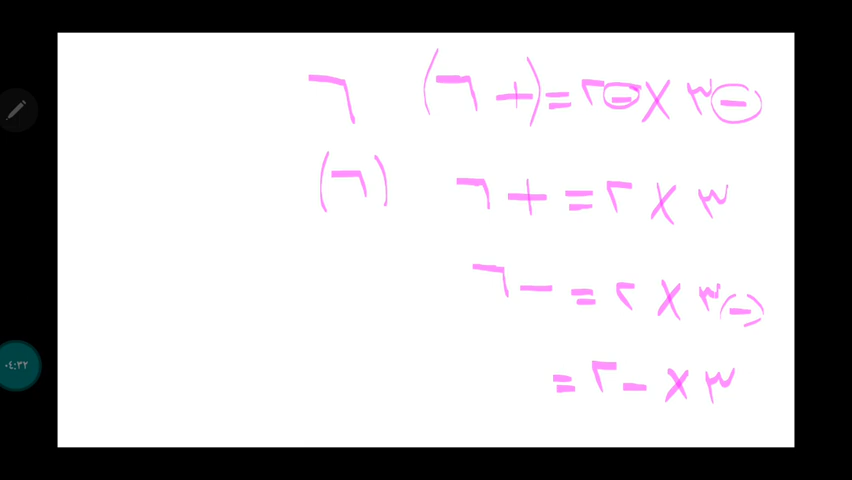 -٣ × -٢ = (+ ٦) ٦
٣ × ٢ = + ٦ (٦)
(-)٣ × ٢ = - ٦
٣ × - ٢ =
٠٤:٣٢